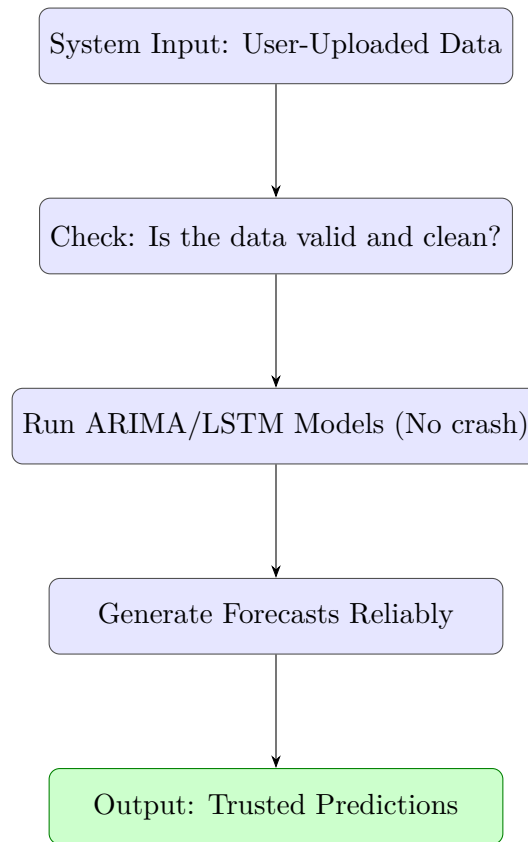 System Input: User-Uploaded Data
Check: Is the data valid and clean?
Run ARIMA/LSTM Models (No crash)
Generate Forecasts Reliably
Output: Trusted Predictions